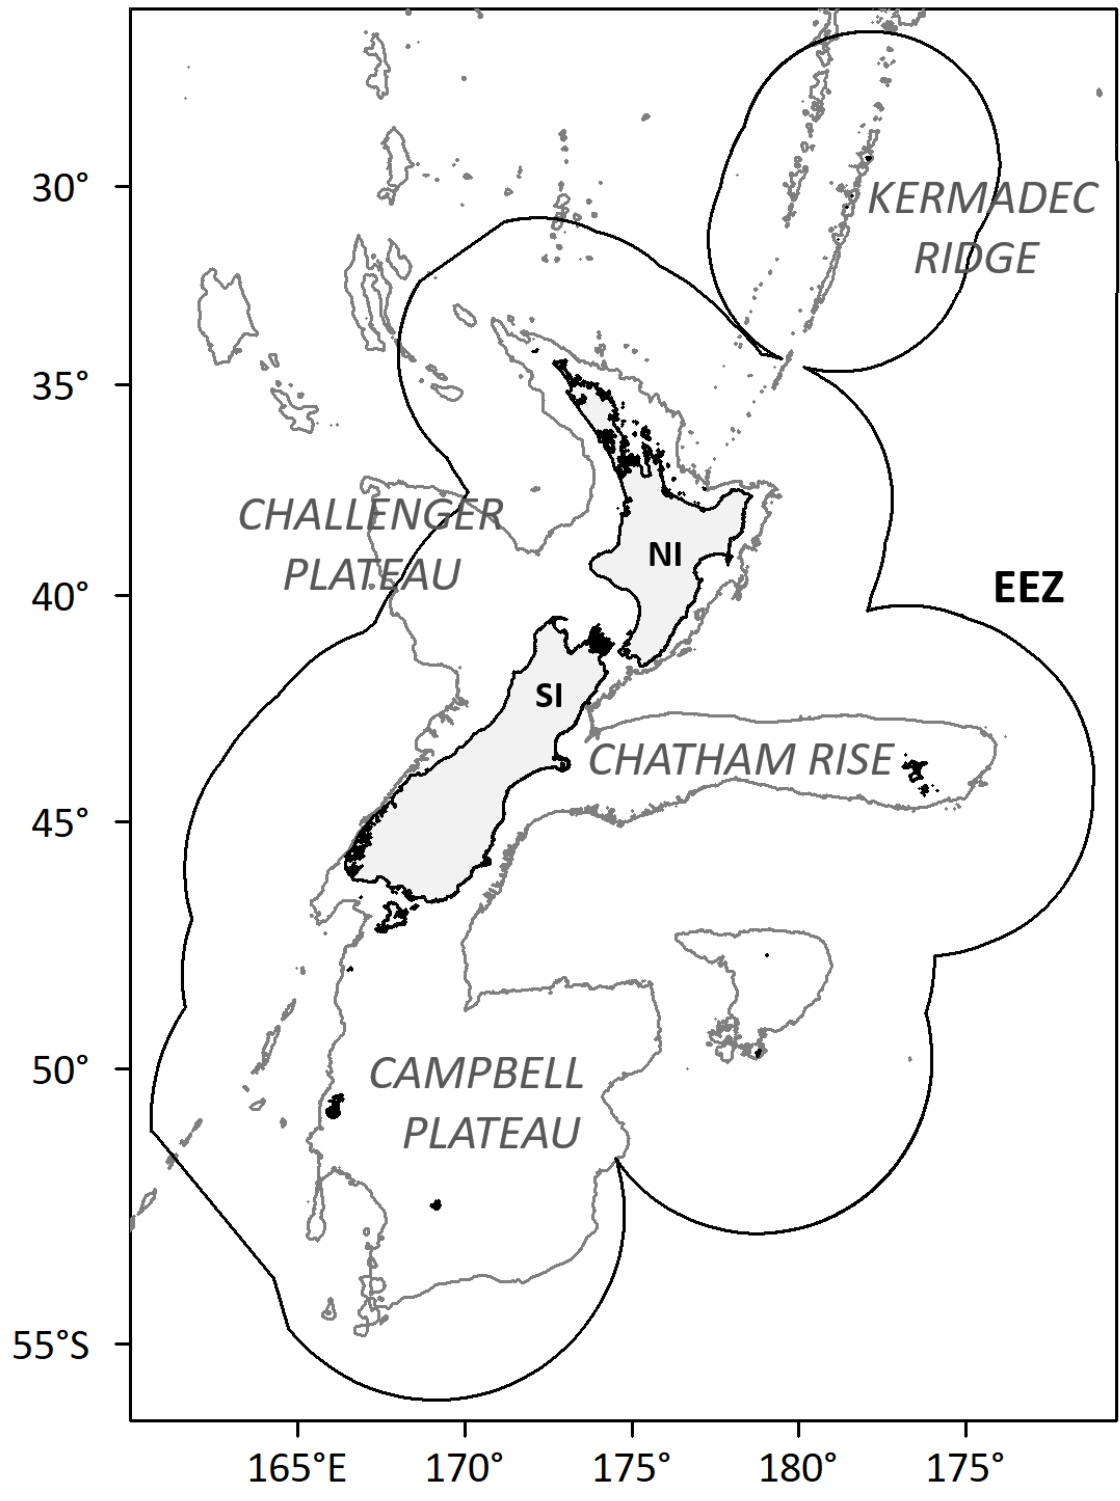 30°
KERMADEC
RIDGE
35°
CHALLENGER
PLATEAU
NI
40°
EEZ
SI
CHATHAM RISE
45°
50°
CAMPBELL
PLATEAU
55°S
165°E 170° 175° 180° 175°